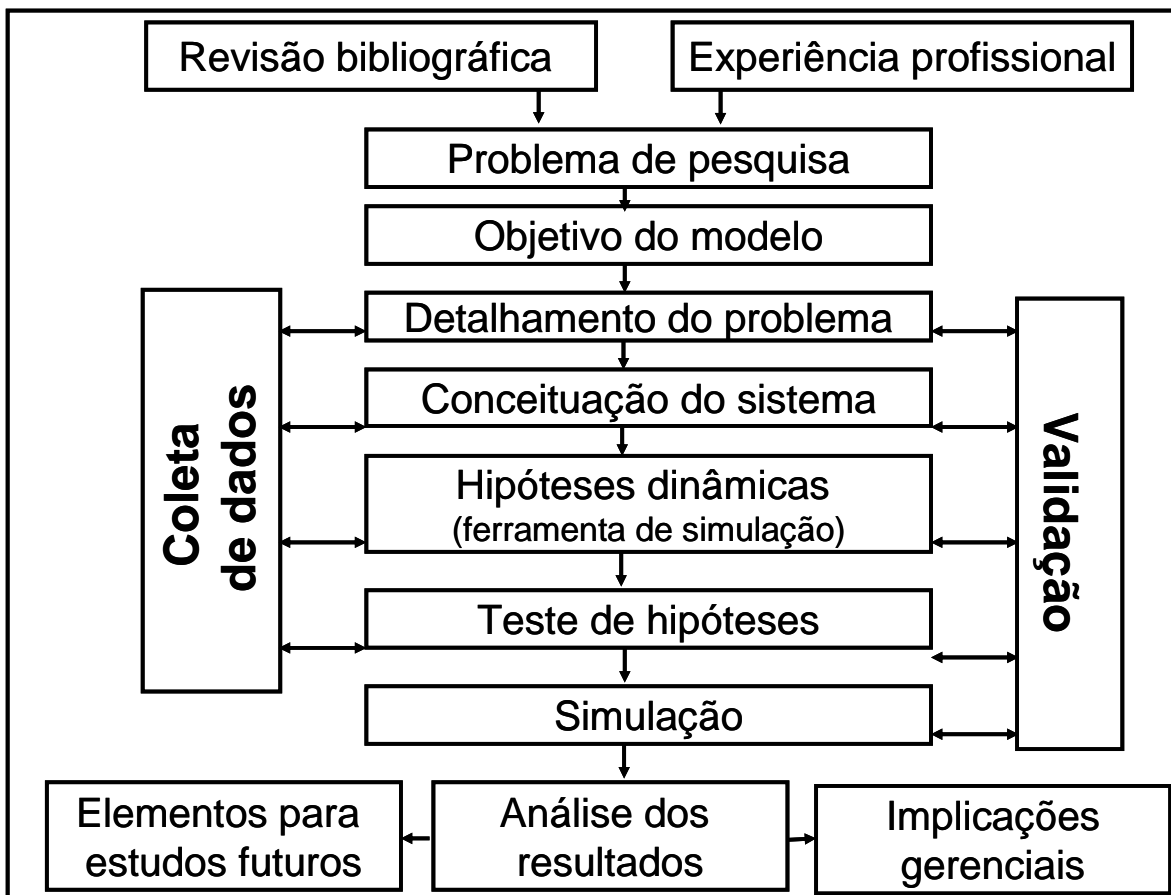 Revisão bibliográfica
Experiência profissional
Problema de pesquisa
Objetivo do modelo
Detalhamento do problema
Conceituação do sistema
Hipóteses dinâmicas
(ferramenta de simulação)
Teste de hipóteses
Simulação
Coleta
de dados
Validação
Elementos para
estudos futuros
Análise dos
resultados
Implicações
gerenciais